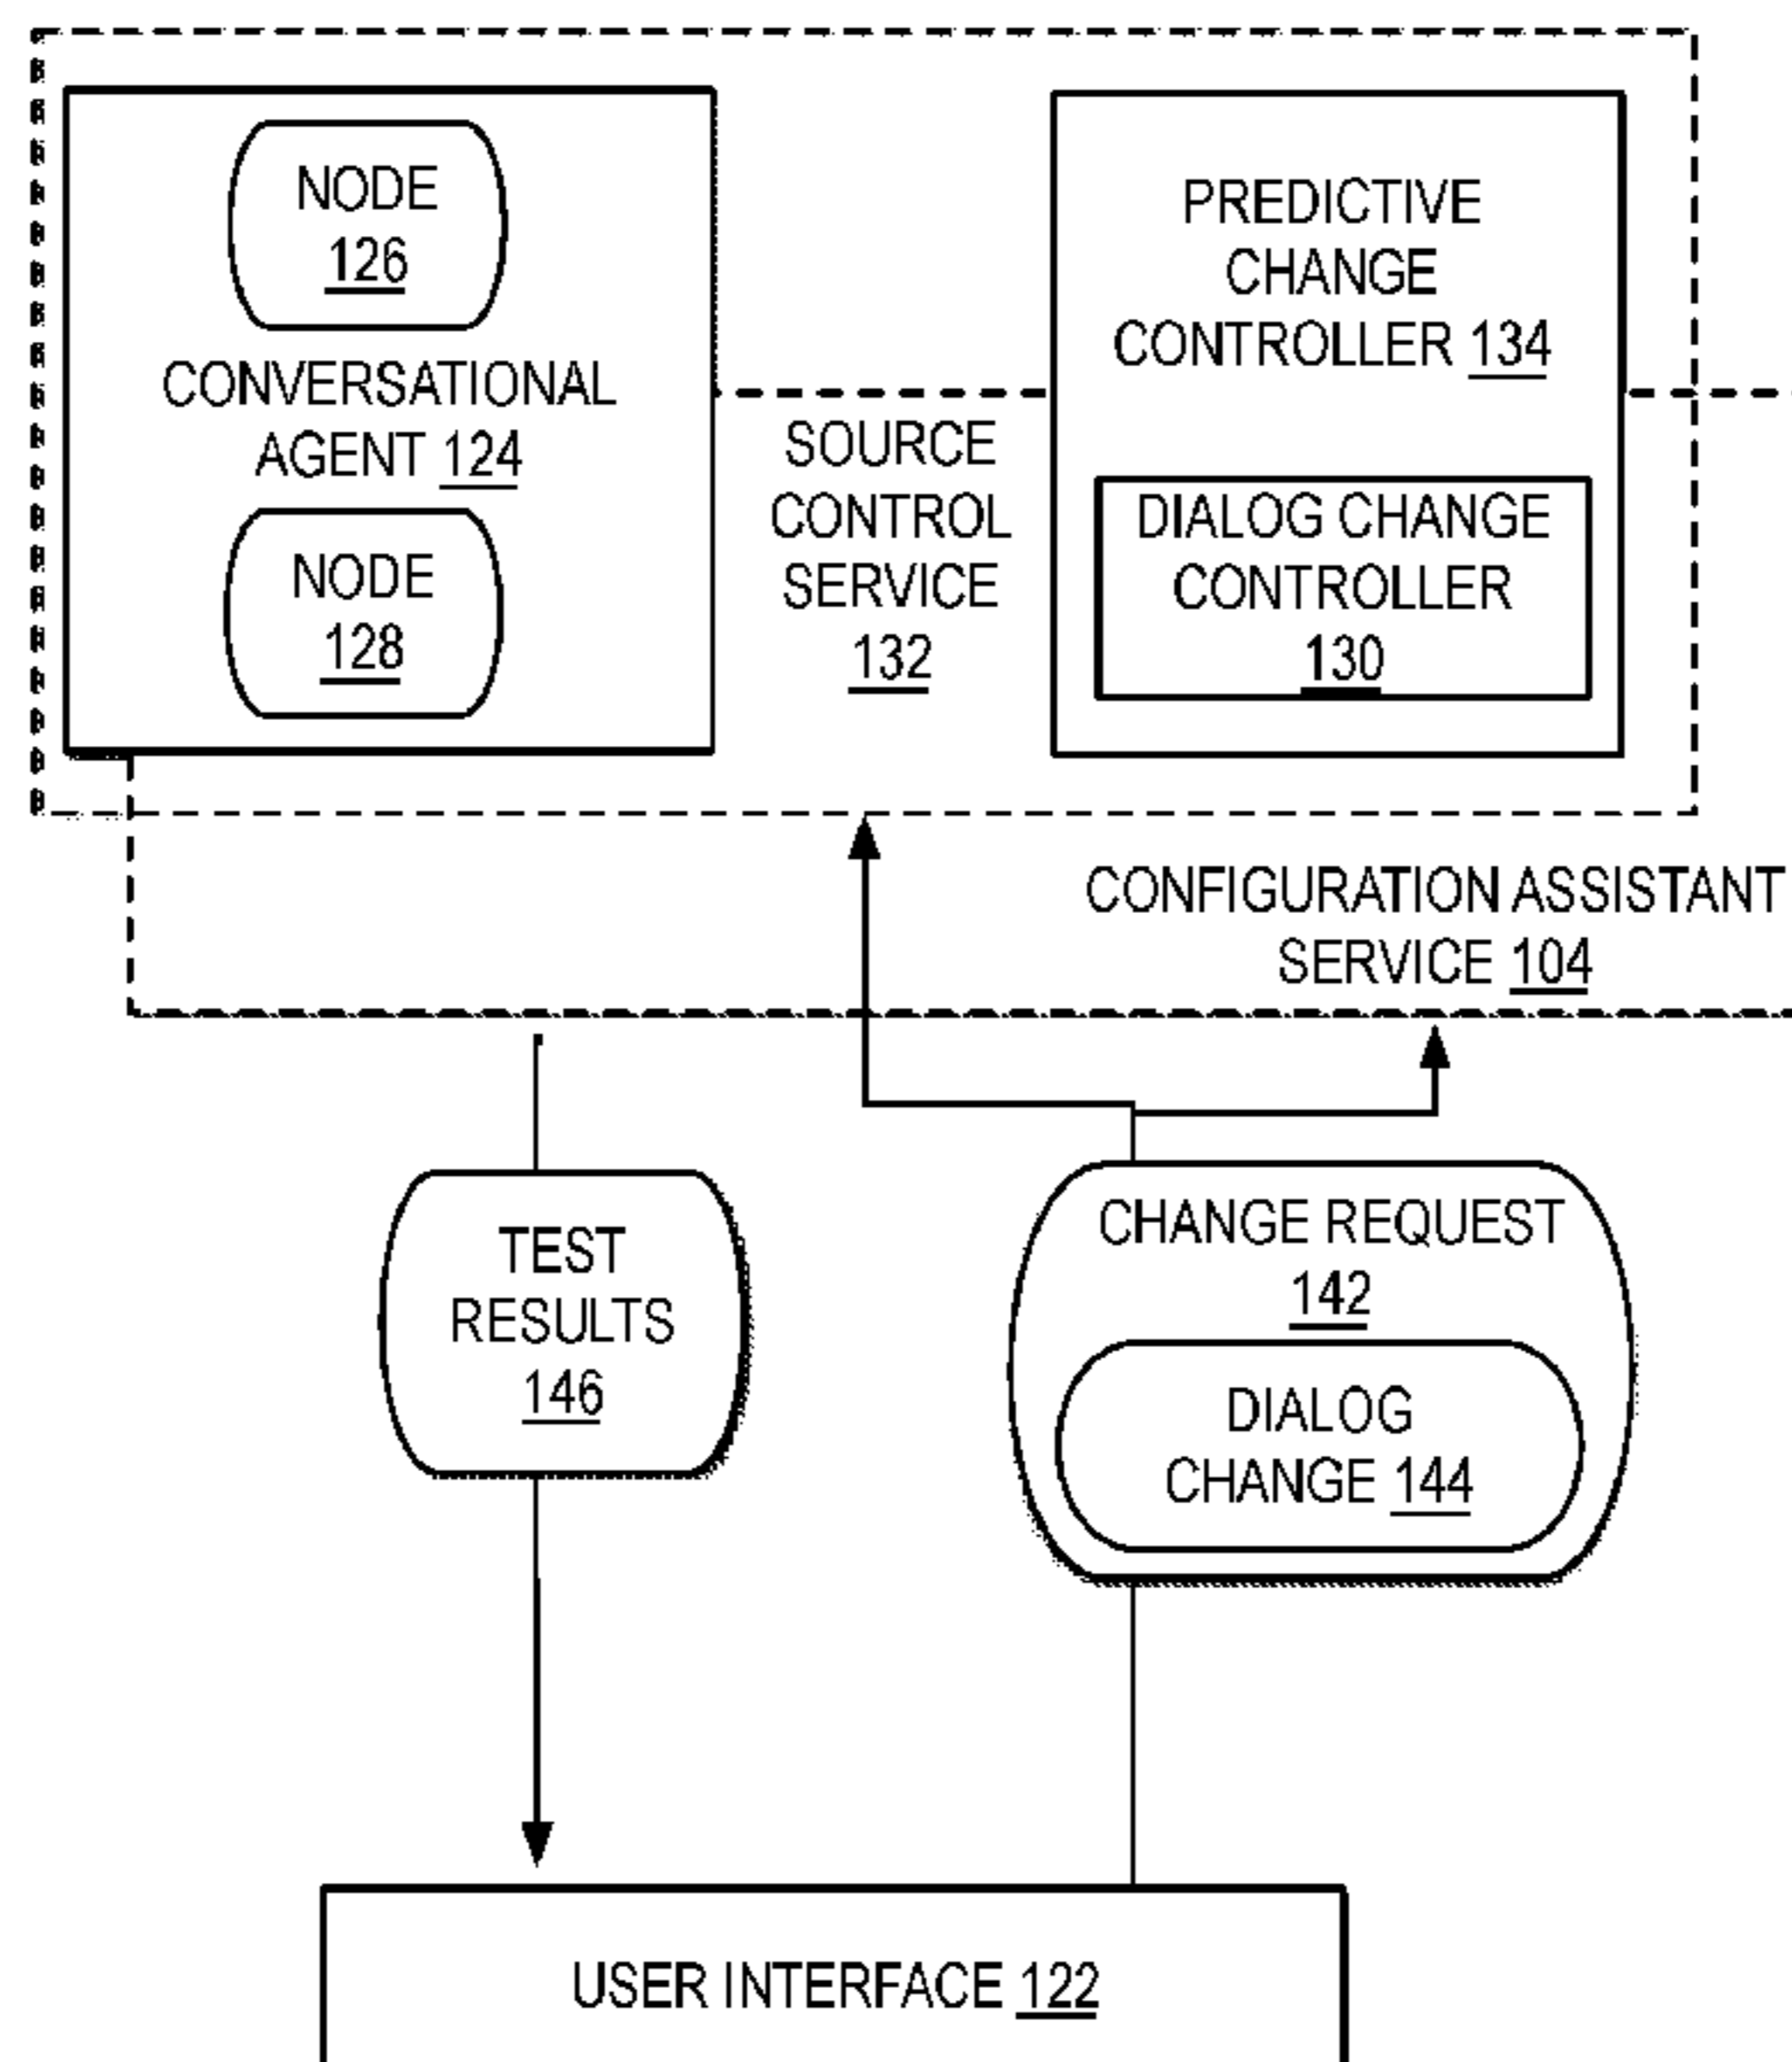 NODE
126
CONVERSATIONAL
AGENT 124
NODE
128
SOURCE
CONTROL
SERVICE
132
PREDICTIVE
CHANGE
CONTROLLER 134
DIALOG CHANGE
CONTROLLER
130
CONFIGURATION ASSISTANT
SERVICE 104
TEST
RESULTS
146
CHANGE REQUEST
142
DIALOG
CHANGE 144
USER INTERFACE 122